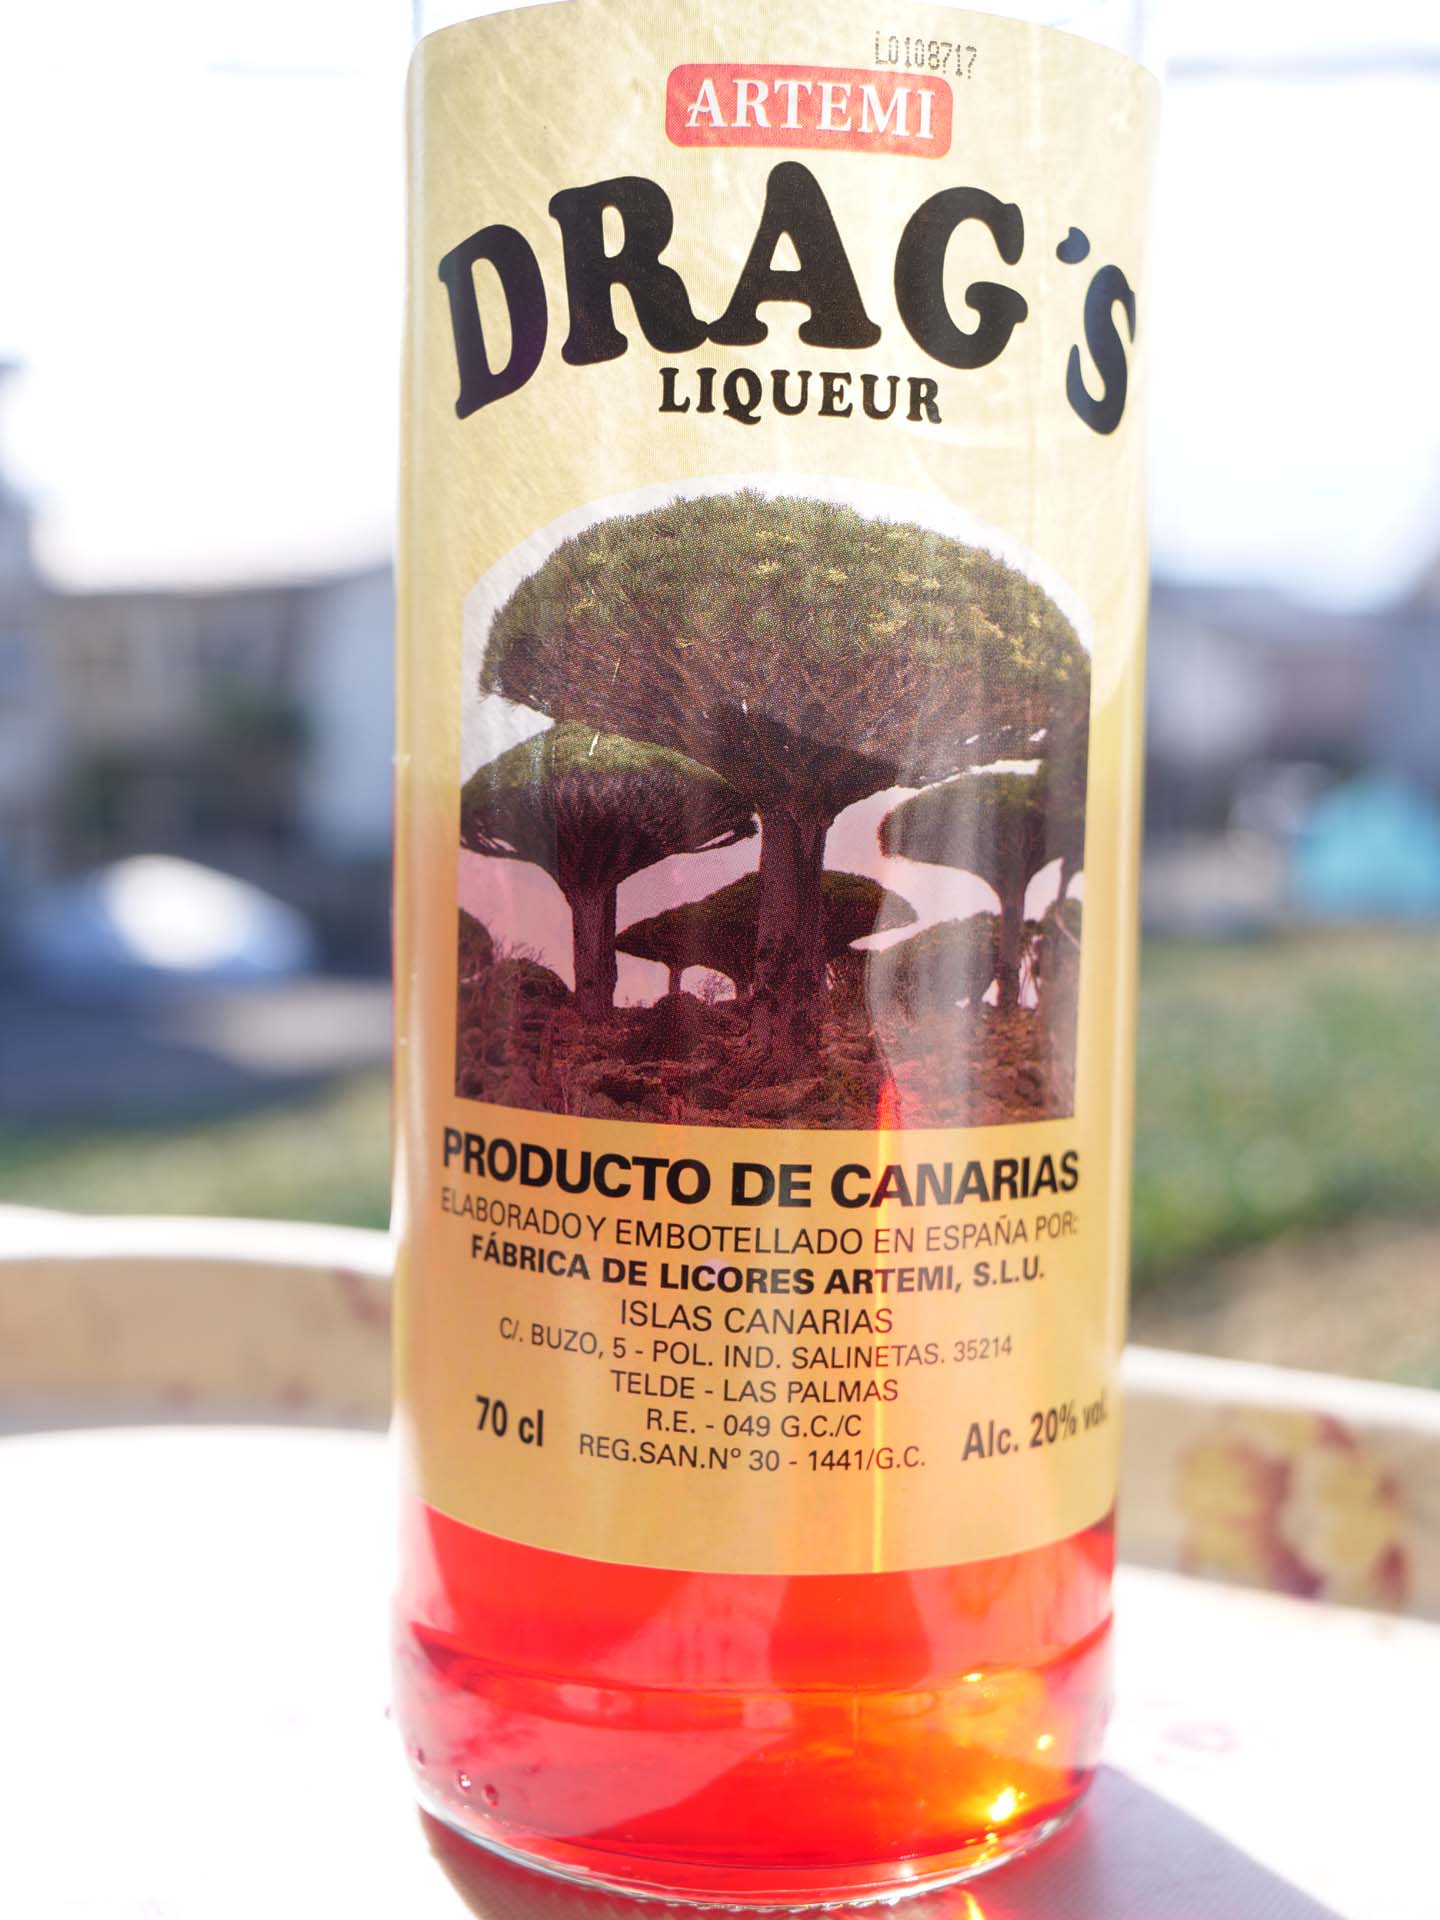 L0108717
ARTEMI
DRAG´S
LIQUEUR
PRODUCTO DE CANARIAS
ELABORADO Y EMBOTELLADO EN ESPAÑA POR:
FÁBRICA DE LICORES ARTEMI, S.L.U.
ISLAS CANARIAS
C/. BUZO, 5 - POL. IND. SALINETAS. 35214
TELDE - LAS PALMAS
R.E. - 049 G.C./C
REG.SAN.Nº 30 - 1441/G.C.
70 cl
Alc. 20% vol.